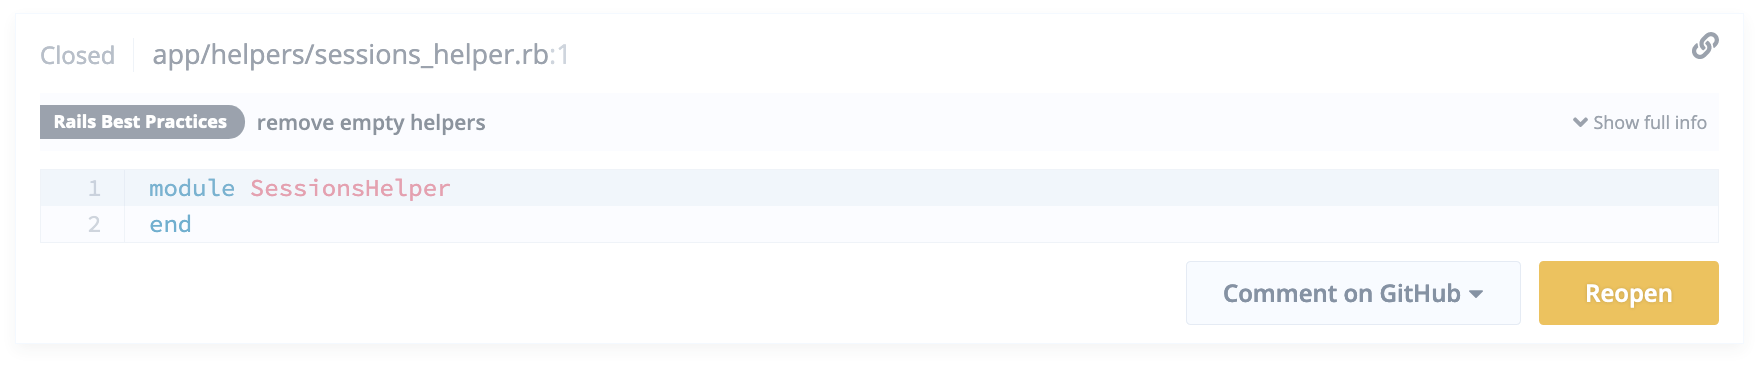 Closed app/helpers/sessions_helper.rb:1
Rails Best Practices remove empty helpers Show full info
1 module SessionsHelper
2 end
Comment on GitHub Reopen